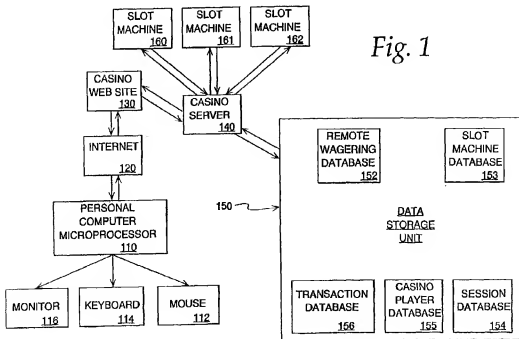 SLOT
MACHINE
160
SLOT
MACHINE
161
SLOT
MACHINE
162
Fig. 1
CASINO
WEB SITE
130
CASINO
SERVER
140
INTERNET
120
PERSONAL
COMPUTER
MICROPROCESSOR
110
MONITOR
116
KEYBOARD
114
MOUSE
112
150
REMOTE
WAGERING
DATABASE
152
SLOT
MACHINE
DATABASE
153
DATA
STORAGE
UNIT
TRANSACTION
DATABASE
156
CASINO
PLAYER
DATABASE
155
SESSION
DATABASE
154